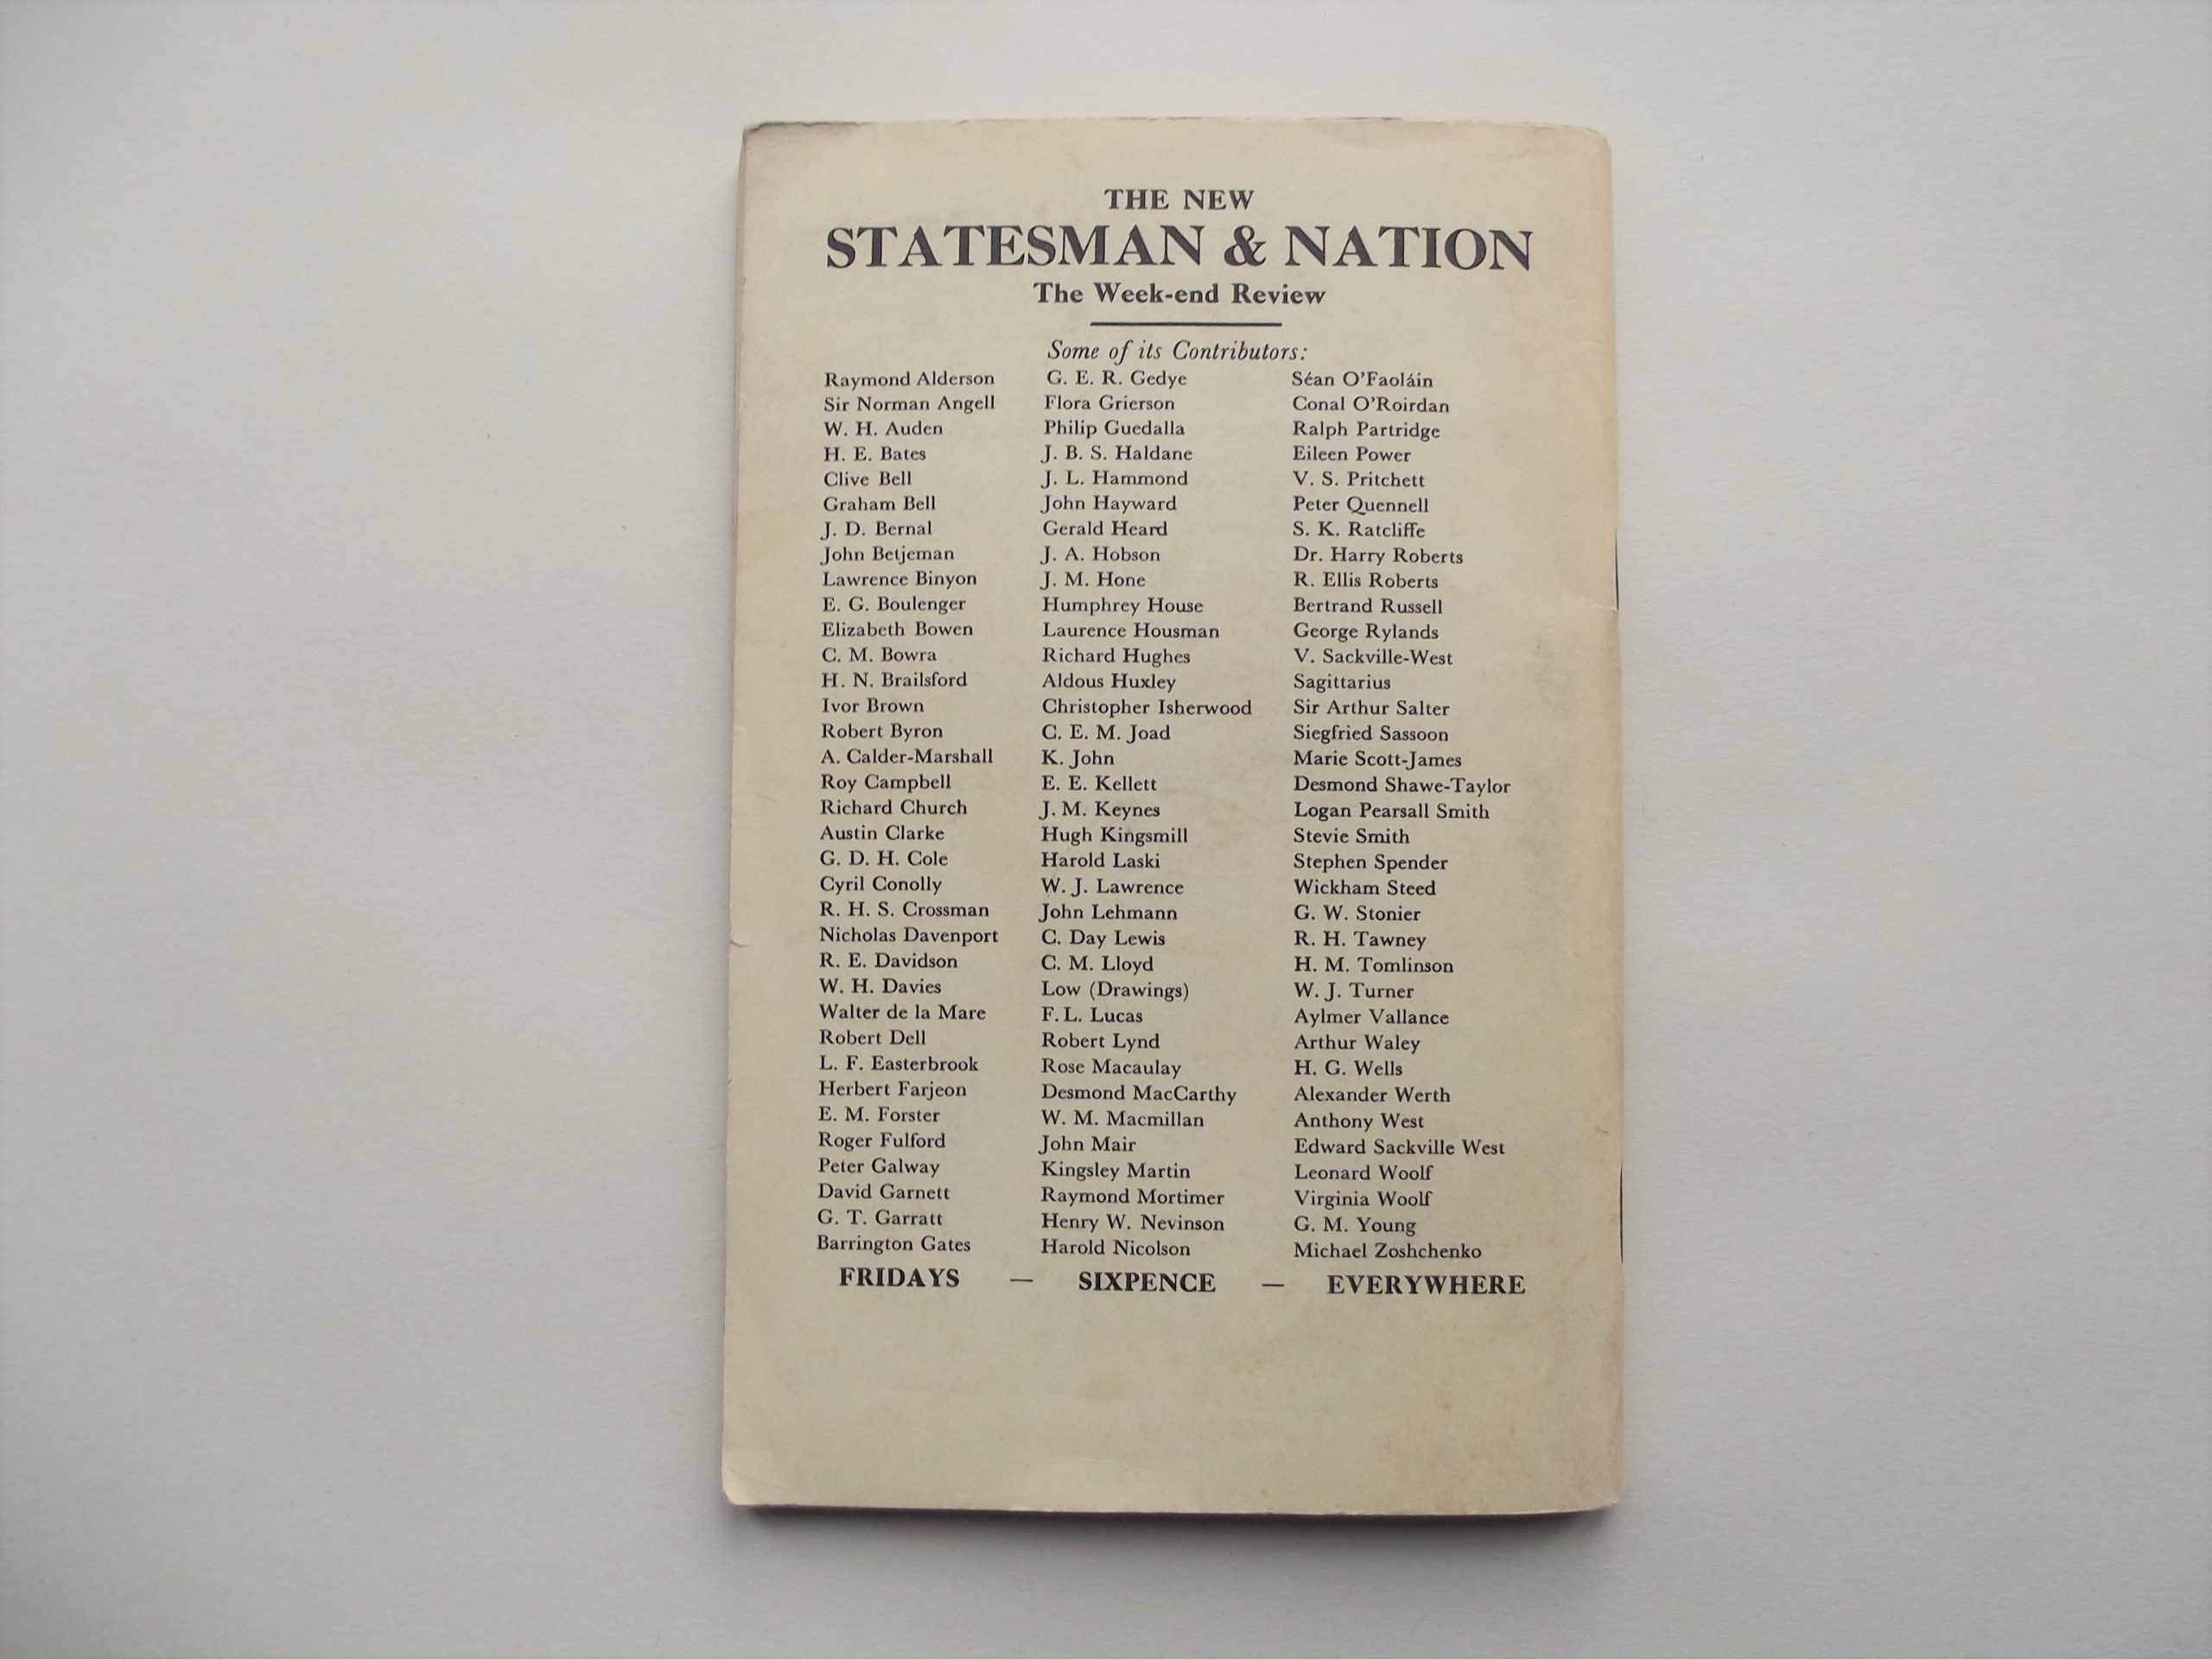 THE NEW
STATESMAN & NATION
The Week-end Review
Some of its Contributors:
Raymond Alderson
Sir Norman Angell
W. H. Auden
H. E. Bates
Clive Bell
Graham Bell
J. D. Bernal
John Betjeman
Lawrence Binyon
E. G. Boulenger
Elizabeth Bowen
C. M. Bowra
H. N. Brailsford
Ivor Brown
Robert Byron
A. Calder-Marshall
Roy Campbell
Richard Church
Austin Clarke
G. D. H. Cole
Cyril Conolly
R. H. S. Crossman
Nicholas Davenport
R. E. Davidson
W. H. Davies
Walter de la Mare
Robert Dell
L. F. Easterbrook
Herbert Farjeon
E. M. Forster
Roger Fulford
Peter Galway
David Garnett
G. T. Garratt
Barrington Gates
G. E. R. Gedye
Flora Grierson
Philip Guedalla
J. B. S. Haldane
J. L. Hammond
John Hayward
Gerald Heard
J. A. Hobson
J. M. Hone
Humphrey House
Laurence Housman
Richard Hughes
Aldous Huxley
Christopher Isherwood
C. E. M. Joad
K. John
E. E. Kellett
J. M. Keynes
Hugh Kingsmill
Harold Laski
W. J. Lawrence
John Lehmann
C. Day Lewis
C. M. Lloyd
Low (Drawings)
F. L. Lucas
Robert Lynd
Rose Macaulay
Desmond MacCarthy
W. M. Macmillan
John Mair
Kingsley Martin
Raymond Mortimer
Henry W. Nevinson
Harold Nicolson
Séan O'Faoláin
Conal O'Roirdan
Ralph Partridge
Eileen Power
V. S. Pritchett
Peter Quennell
S. K. Ratcliffe
Dr. Harry Roberts
R. Ellis Roberts
Bertrand Russell
George Rylands
V. Sackville-West
Sagittarius
Sir Arthur Salter
Siegfried Sassoon
Marie Scott-James
Desmond Shawe-Taylor
Logan Pearsall Smith
Stevie Smith
Stephen Spender
Wickham Steed
G. W. Stonier
R. H. Tawney
H. M. Tomlinson
W. J. Turner
Aylmer Vallance
Arthur Waley
H. G. Wells
Alexander Werth
Anthony West
Edward Sackville West
Leonard Woolf
Virginia Woolf
G. M. Young
Michael Zoshchenko
FRIDAYS — SIXPENCE — EVERYWHERE